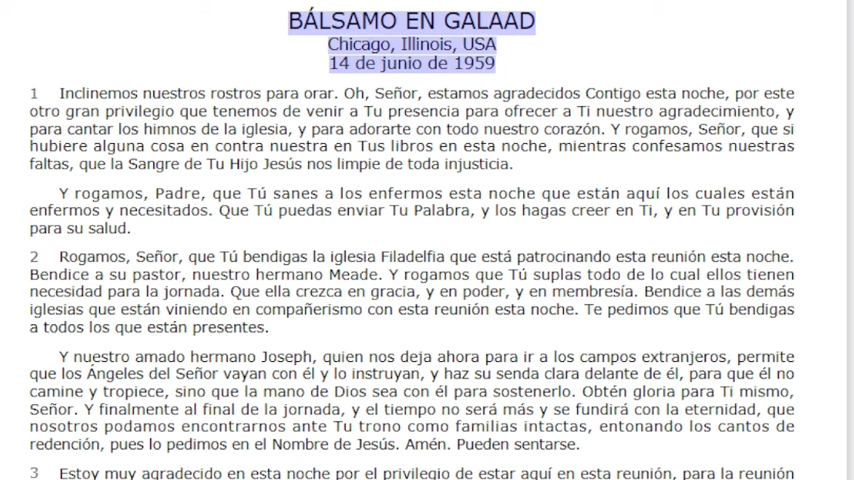 BÁLSAMO EN GALAAD
Chicago, Illinois, USA
14 de junio de 1959
1 Inclinemos nuestros rostros para orar. Oh, Señor, estamos agradecidos Contigo esta noche, por este
otro gran privilegio que tenemos de venir a Tu presencia para ofrecer a Ti nuestro agradecimiento, y
para cantar los himnos de la iglesia, y para adorarte con todo nuestro corazón. Y rogamos, Señor, que si
hubiere alguna cosa en contra nuestra en Tus libros en esta noche, mientras confesamos nuestras
faltas, que la Sangre de Tu Hijo Jesús nos limpie de toda injusticia.
Y rogamos, Padre, que Tú sanes a los enfermos esta noche que están aquí los cuales están
enfermos y necesitados. Que Tú puedas enviar Tu Palabra, y los hagas creer en Ti, y en Tu provisión
para su salud.
2 Rogamos, Señor, que Tú bendigas la iglesia Filadelfia que está patrocinando esta reunión esta noche.
Bendice a su pastor, nuestro hermano Meade. Y rogamos que Tú suplas todo de lo cual ellos tienen
necesidad para la jornada. Que ella crezca en gracia, y en poder, y en membresía. Bendice a las demás
iglesias que están viniendo en compañerismo con esta reunión esta noche. Te pedimos que Tú bendigas
a todos los que están presentes.
Y nuestro amado hermano Joseph, quien nos deja ahora para ir a los campos extranjeros, permite
que los Ángeles del Señor vayan con él y lo instruyan, y haz su senda clara delante de él, para que él no
camine y tropiece, sino que la mano de Dios sea con él para sostenerlo. Obtén gloria para Ti mismo,
Señor. Y finalmente al final de la jornada, y el tiempo no será más y se fundirá con la eternidad, que
nosotros podamos encontrarnos ante Tu trono como familias intactas, entonando los cantos de
redención, pues lo pedimos en el Nombre de Jesús. Amén. Pueden sentarse.
3 Estoy muy agradecido en esta noche por el privilegio de estar aquí en esta reunión, para la reunión